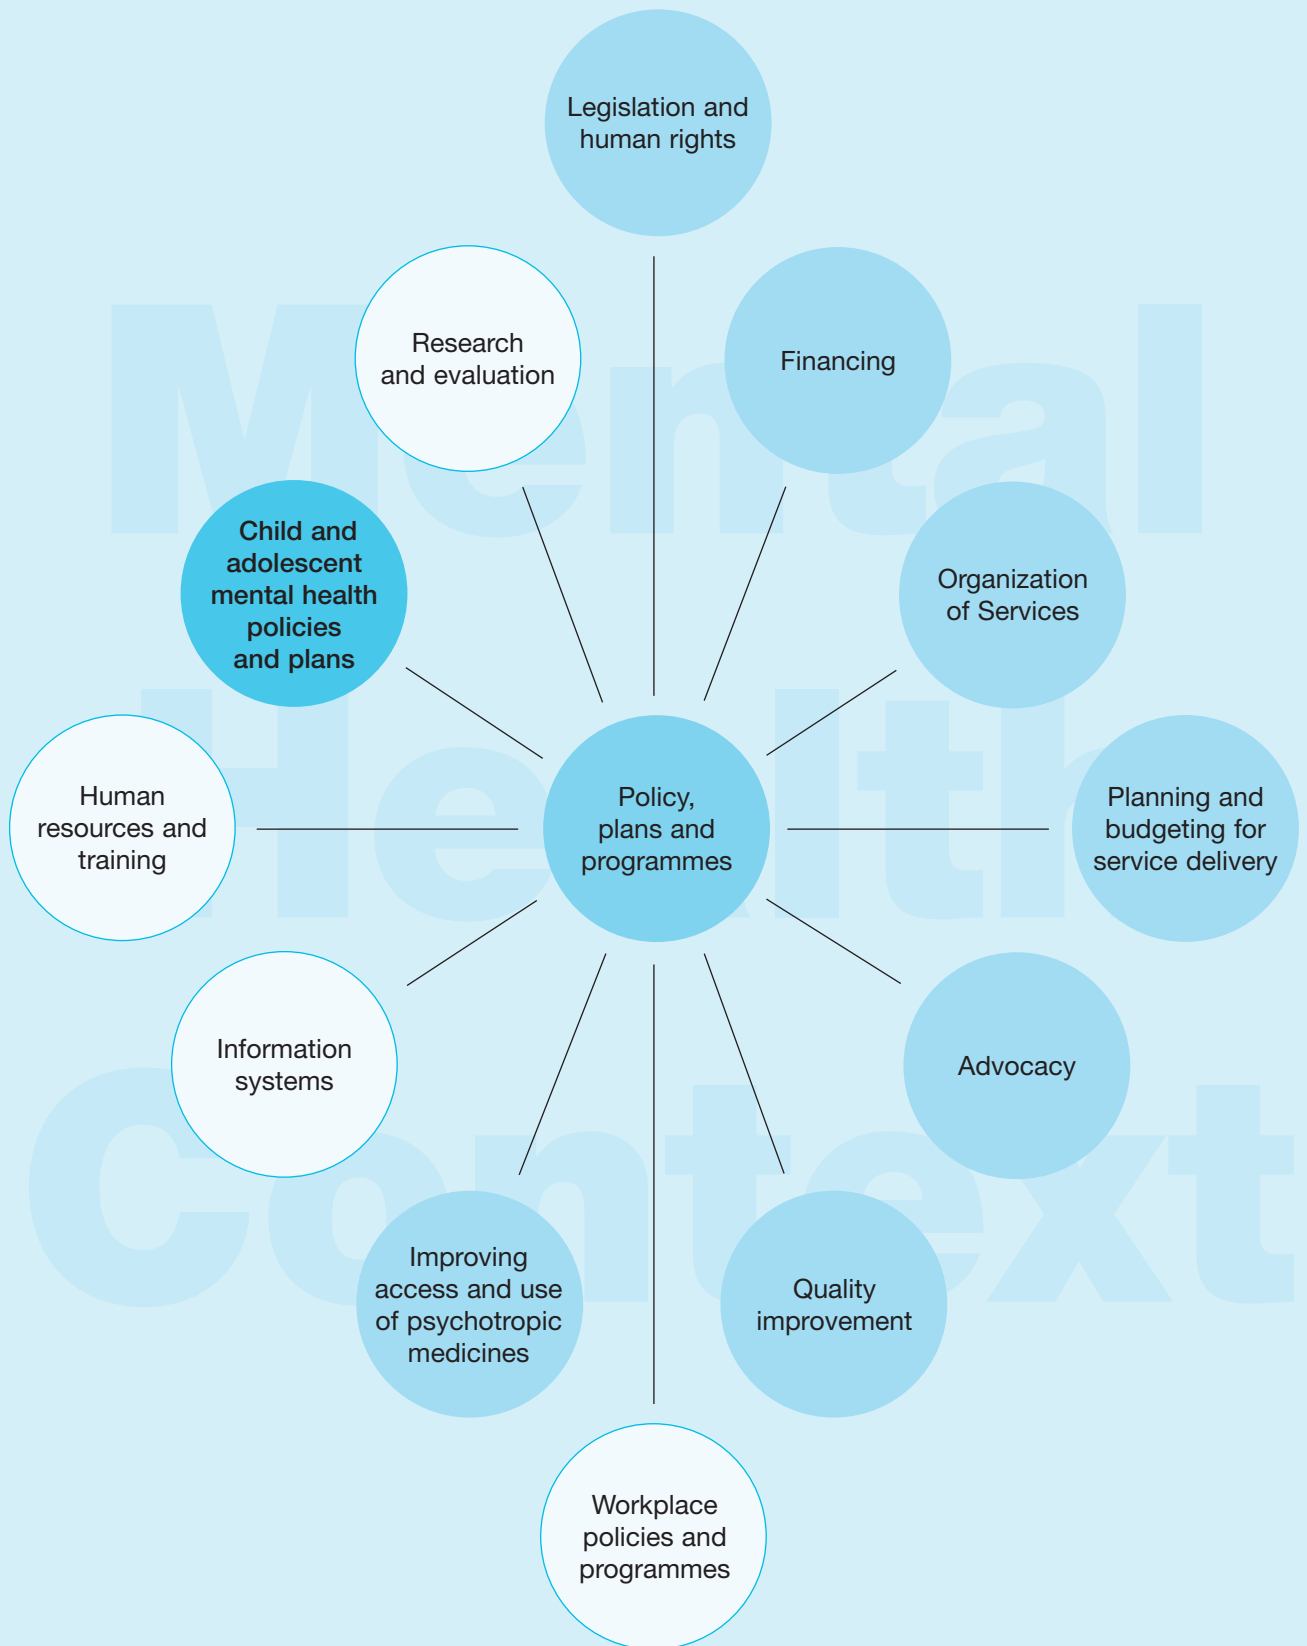 Legislation and
human rights
Research
and evaluation
Financing
Child and
adolescent
mental health
policies
and plans
Organization
of Services
Human
resources and
training
Policy,
plans and
programmes
Planning and
budgeting for
service delivery
Information
systems
Advocacy
Improving
access and use
of psychotropic
medicines
Quality
improvement
Workplace
policies and
programmes
Mental
Health
Context